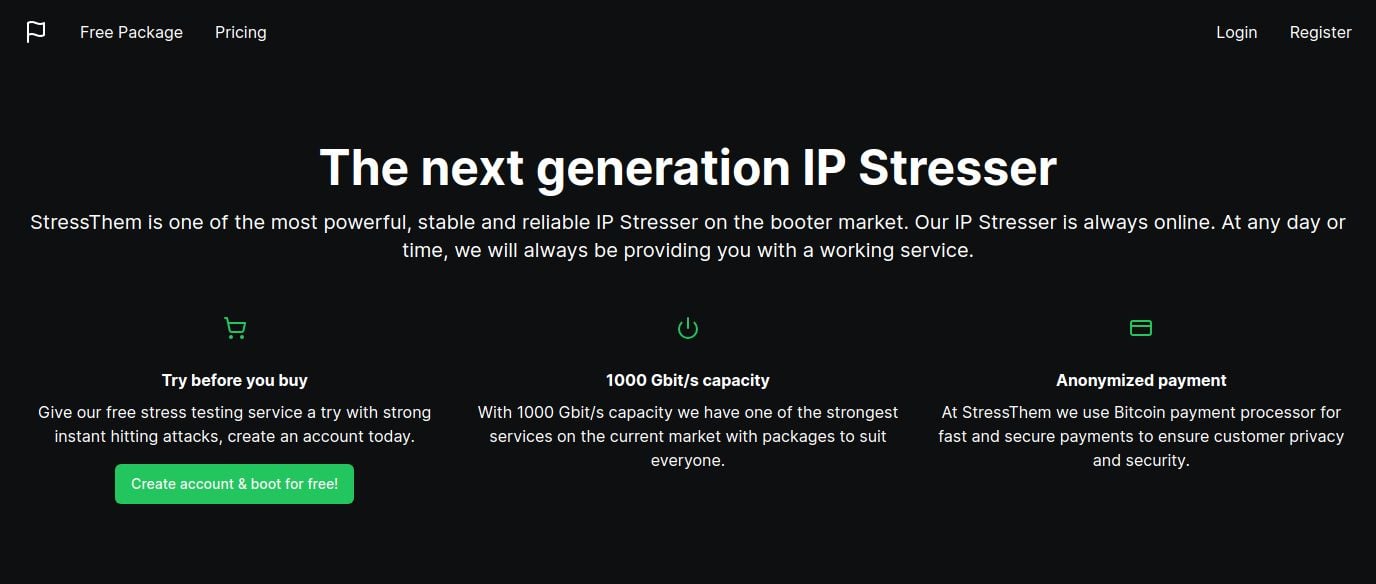 Free Package
Pricing
Login
Register
The next generation IP Stresser
StressThem is one of the most powerful, stable and reliable IP Stresser on the booter market. Our IP Stresser is always online. At any day or
time, we will always be providing you with a working service.
Try before you buy
Give our free stress testing service a try with strong
instant hitting attacks, create an account today.
Create account & boot for free!
1000 Gbit/s capacity
With 1000 Gbit/s capacity we have one of the strongest
services on the current market with packages to suit
everyone.
Anonymized payment
At StressThem we use Bitcoin payment processor for
fast and secure payments to ensure customer privacy
and security.